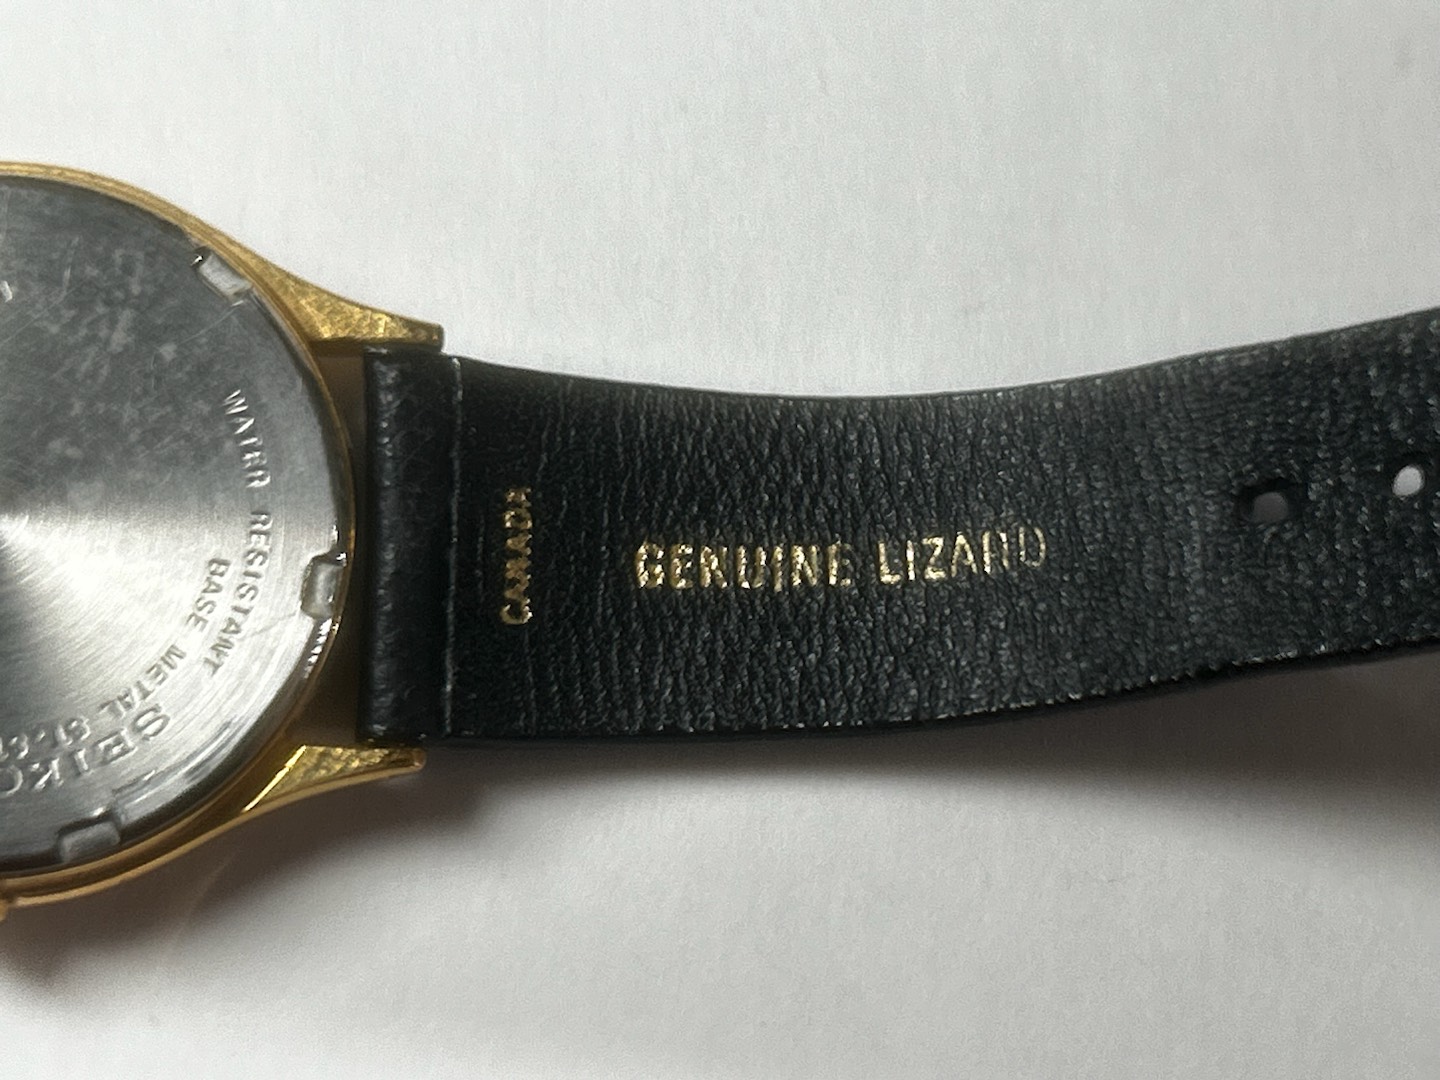 WATER RESISTANT
BASE METAL
SEIKO
CANADA
GENUINE LIZARD